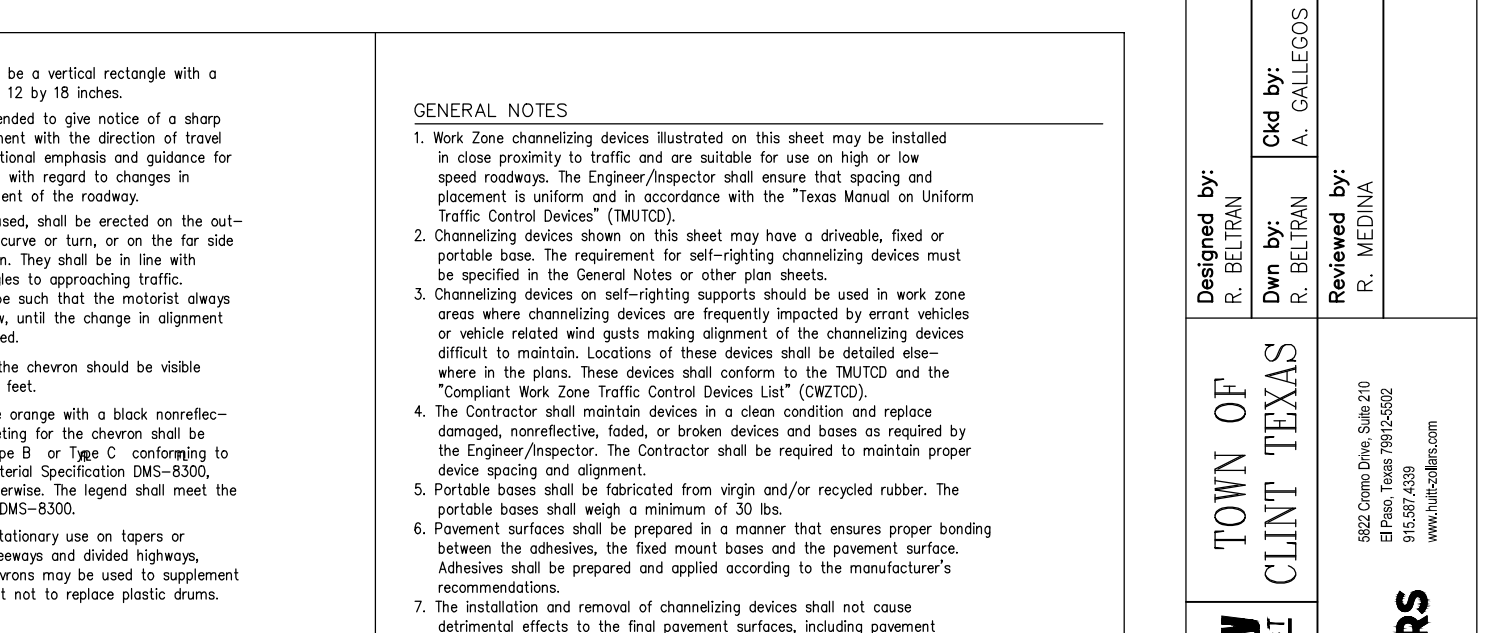 be a vertical rectangle with a
12 by 18 inches.
to give notice of a sharp
with the direction of travel
emphasis and guidance for
with regard to changes in
of the roadway.
shall be erected on the out-
curve or turn, or on the far side
They shall be in line with
to approaching traffic.
be such that the motorist always
until the change in alignment
the chevron should be visible
feet.
orange with a black nonreflec-
for the chevron shall be
B or Type C conforming to
Specification DMS-8300,
The legend shall meet the
DMS-8300.
use on tapers or
and divided highways,
may be used to supplement
not to replace plastic drums.
GENERAL NOTES
1. Work Zone channelizing devices illustrated on this sheet may be installed
in close proximity to traffic and are suitable for use on high or low
speed roadways. The Engineer/Inspector shall ensure that spacing and
placement is uniform and in accordance with the "Texas Manual on Uniform
Traffic Control Devices" (TMUTCD).
2. Channelizing devices shown on this sheet may have a driveable, fixed or
portable base. The requirement for self-righting channelizing devices must
be specified in the General Notes or other plan sheets.
3. Channelizing devices on self-righting supports should be used in work zone
areas where channelizing devices are frequently impacted by errant vehicles
or vehicle related wind gusts making alignment of the channelizing devices
difficult to maintain. Locations of these devices shall be detailed else-
where in the plans. These devices shall conform to the TMUTCD and the
"Compliant Work Zone Traffic Control Devices List" (CWZTCD).
4. The Contractor shall maintain devices in a clean condition and replace
damaged, nonreflective, faded, or broken devices and bases as required by
the Engineer/Inspector. The Contractor shall be required to maintain proper
device spacing and alignment.
5. Portable bases shall be fabricated from virgin and/or recycled rubber. The
portable bases shall weigh a minimum of 30 lbs.
6. Pavement surfaces shall be prepared in a manner that ensures proper bonding
between the adhesives, the fixed mount bases and the pavement surface.
Adhesives shall be prepared and applied according to the manufacturer's
recommendations.
7. The installation and removal of channelizing devices shall not cause
detrimental effects to the final pavement surfaces, including pavement
Designed by:
R. BELTRAN
Ckd by:
A. GALLEGOS
Dwn by:
R. BELTRAN
Reviewed by:
R. MEDINA
TOWN OF
CLINT TEXAS
5822 Cromo Drive, Suite 210
El Paso, Texas 79912-5502
915.587.4339
www.huitt-zollars.com